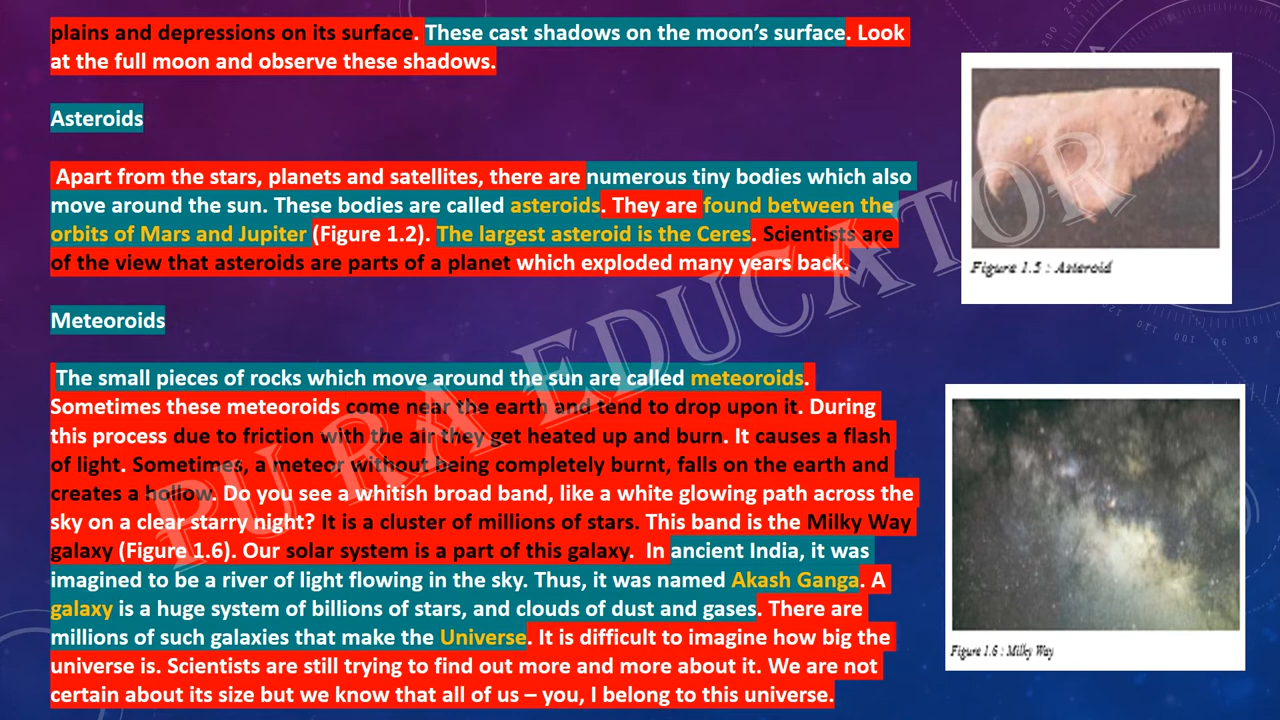 plains and depressions on its surface. These cast shadows on the moon’s surface. Look
at the full moon and observe these shadows.
Asteroids
Apart from the stars, planets and satellites, there are numerous tiny bodies which also
move around the sun. These bodies are called asteroids. They are found between the
orbits of Mars and Jupiter (Figure 1.2). The largest asteroid is the Ceres. Scientists are
of the view that asteroids are parts of a planet which exploded many years back.
Meteoroids
The small pieces of rocks which move around the sun are called meteoroids.
Sometimes these meteoroids come near the earth and tend to drop upon it. During
this process due to friction with the air they get heated up and burn. It causes a flash
of light. Sometimes, a meteor without being completely burnt, falls on the earth and
creates a hollow. Do you see a whitish broad band, like a white glowing path across the
sky on a clear starry night? It is a cluster of millions of stars. This band is the Milky Way
galaxy (Figure 1.6). Our solar system is a part of this galaxy. In ancient India, it was
imagined to be a river of light flowing in the sky. Thus, it was named Akash Ganga. A
galaxy is a huge system of billions of stars, and clouds of dust and gases. There are
millions of such galaxies that make the Universe. It is difficult to imagine how big the
universe is. Scientists are still trying to find out more and more about it. We are not
certain about its size but we know that all of us – you, I belong to this universe.
Figure 1.5 : Asteroid
Figure 1.6 : Milky Way
PU RA EDUCATOR